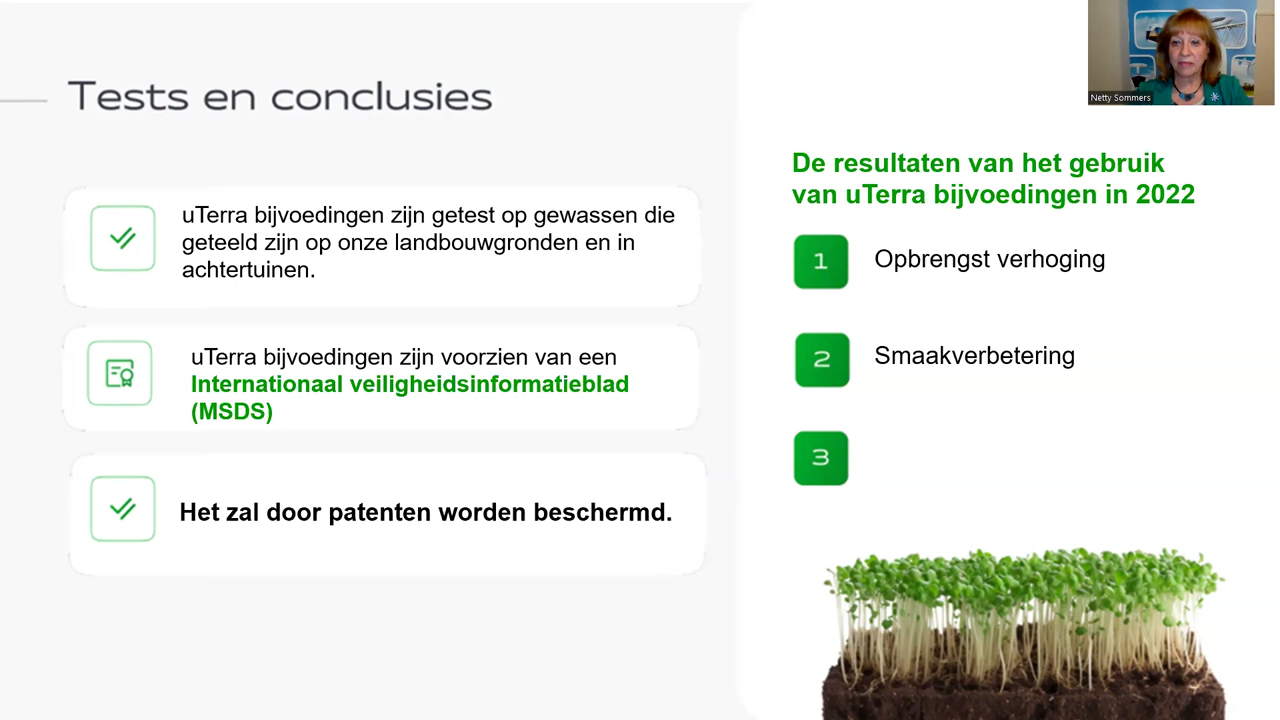 Tests en conclusies
uTerra bijvoedingen zijn getest op gewassen die
geteeld zijn op onze landbouwgronden en in
achtertuinen.
uTerra bijvoedingen zijn voorzien van een
Internationaal veiligheidsinformatieblad
(MSDS)
Het zal door patenten worden beschermd.
Netty Sommers
De resultaten van het gebruik
van uTerra bijvoedingen in 2022
1 Opbrengst verhoging
2 Smaakverbetering
3